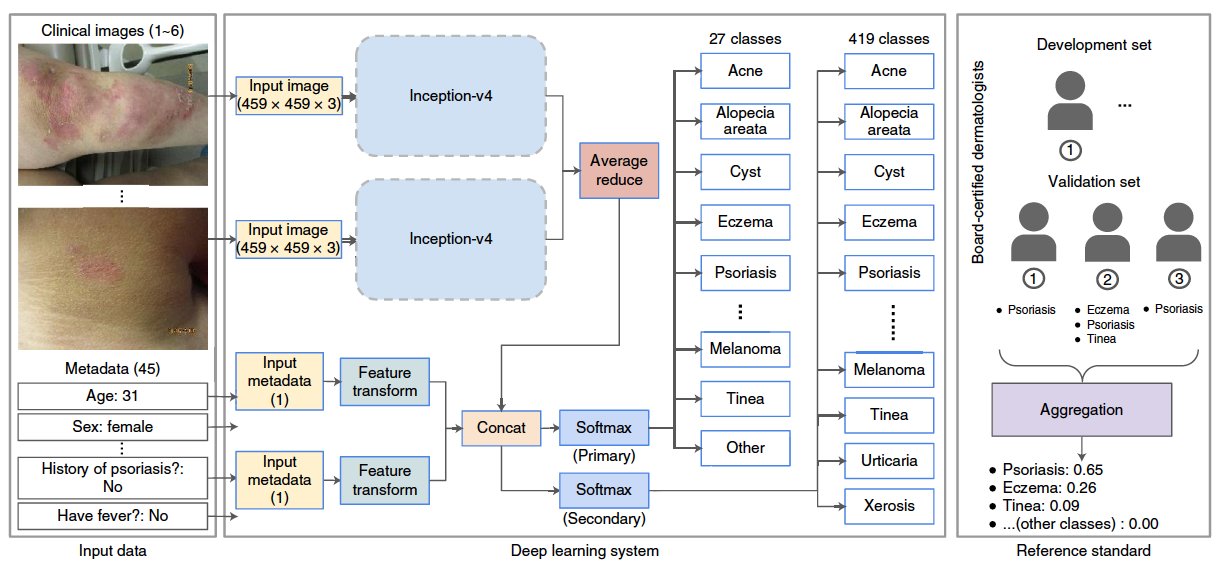 Clinical images (1~6)
Metadata (45)
Age: 31
Sex: female
History of psoriasis?:
No
Have fever?: No
Input data
Input image
(459 × 459 × 3)
Inception-v4
Input image
(459 × 459 × 3)
Inception-v4
Average
reduce
Input
metadata
(1)
Feature
transform
Input
metadata
(1)
Feature
transform
Concat
Softmax
(Primary)
Softmax
(Secondary)
27 classes
Acne
Alopecia
areata
Cyst
Eczema
Psoriasis
Melanoma
Tinea
Other
419 classes
Acne
Alopecia
areata
Cyst
Eczema
Psoriasis
Melanoma
Tinea
Urticaria
Xerosis
Deep learning system
Board-certified dermatologists
Development set
...
1
Validation set
1
2
3
● Psoriasis
● Eczema
● Psoriasis
● Tinea
● Psoriasis
Aggregation
● Psoriasis: 0.65
● Eczema: 0.26
● Tinea: 0.09
● ...(other classes) : 0.00
Reference standard